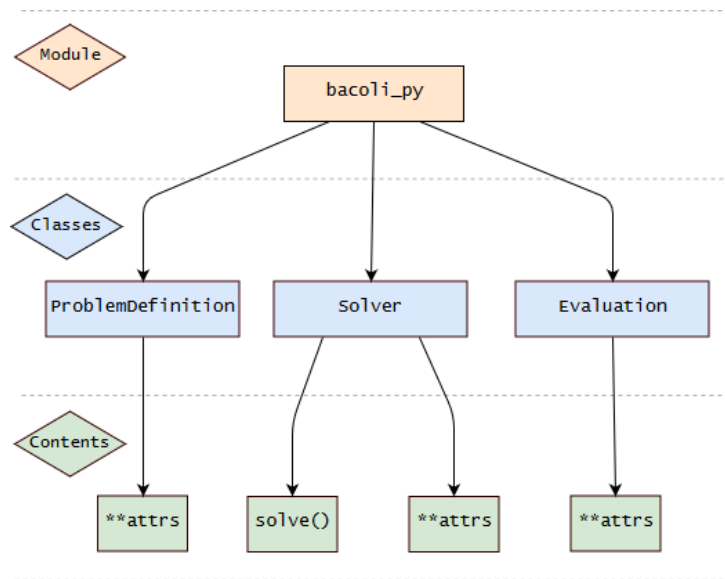 Module
bacoli_py
Classes
ProblemDefinition
Solver
Evaluation
Contents
**attrs
solve()
**attrs
**attrs